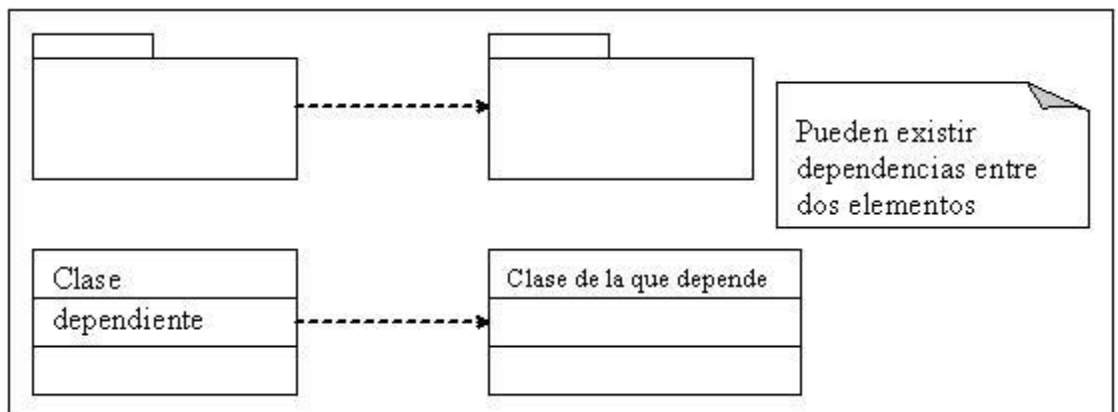 Pueden existir
dependencias entre
dos elementos
Clase
dependiente
Clase de la que depende